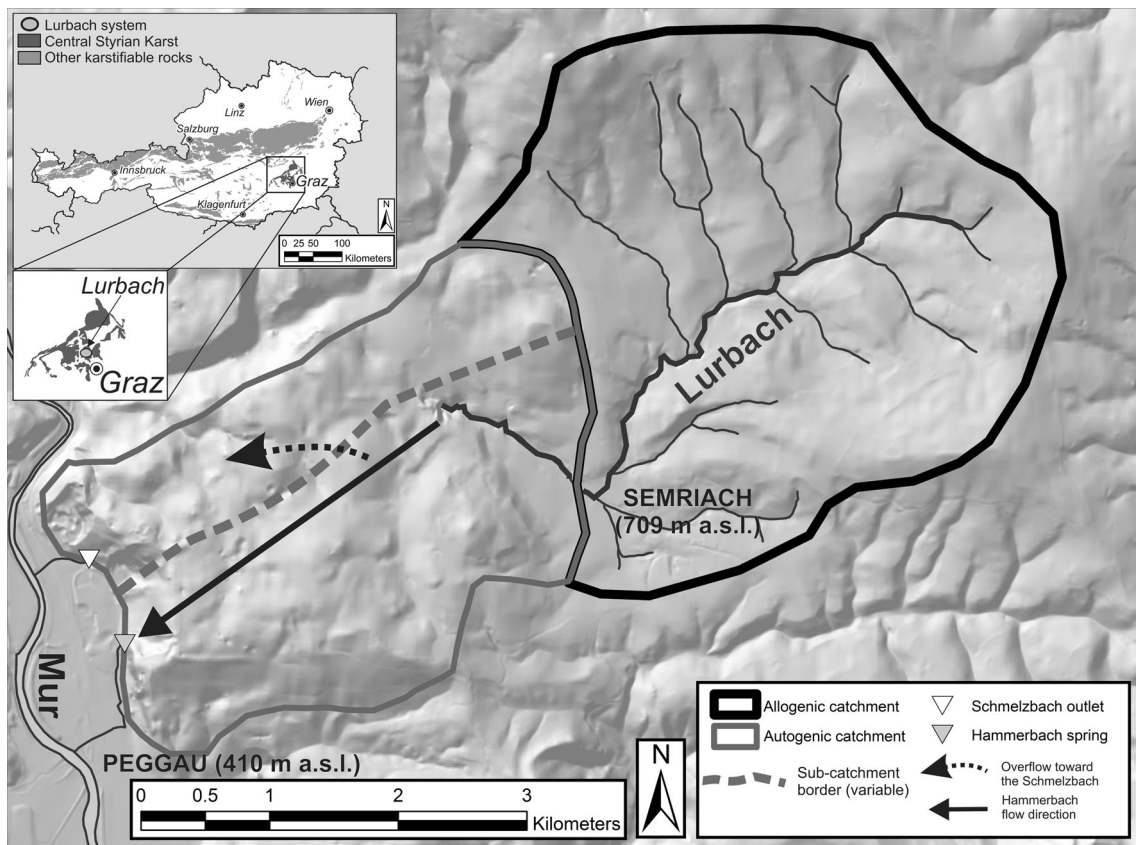 Lurbach system
Central Styrian Karst
Other karstifiable rocks
Linz
Wien
Salzburg
Innsbruck
Graz
Klagenfurt
N
0 25 50 100
Kilometers
Lurbach
Graz
Lurbach
SEMRIACH
(709 m a.s.l.)
Mur
PEGGAU (410 m a.s.l.)
0 0.5 1 2 3
Kilometers
N
Allogenic catchment
Autogenic catchment
Sub-catchment
border (variable)
Schmelzbach outlet
Hammerbach spring
Overflow toward
the Schmelzbach
Hammerbach
flow direction